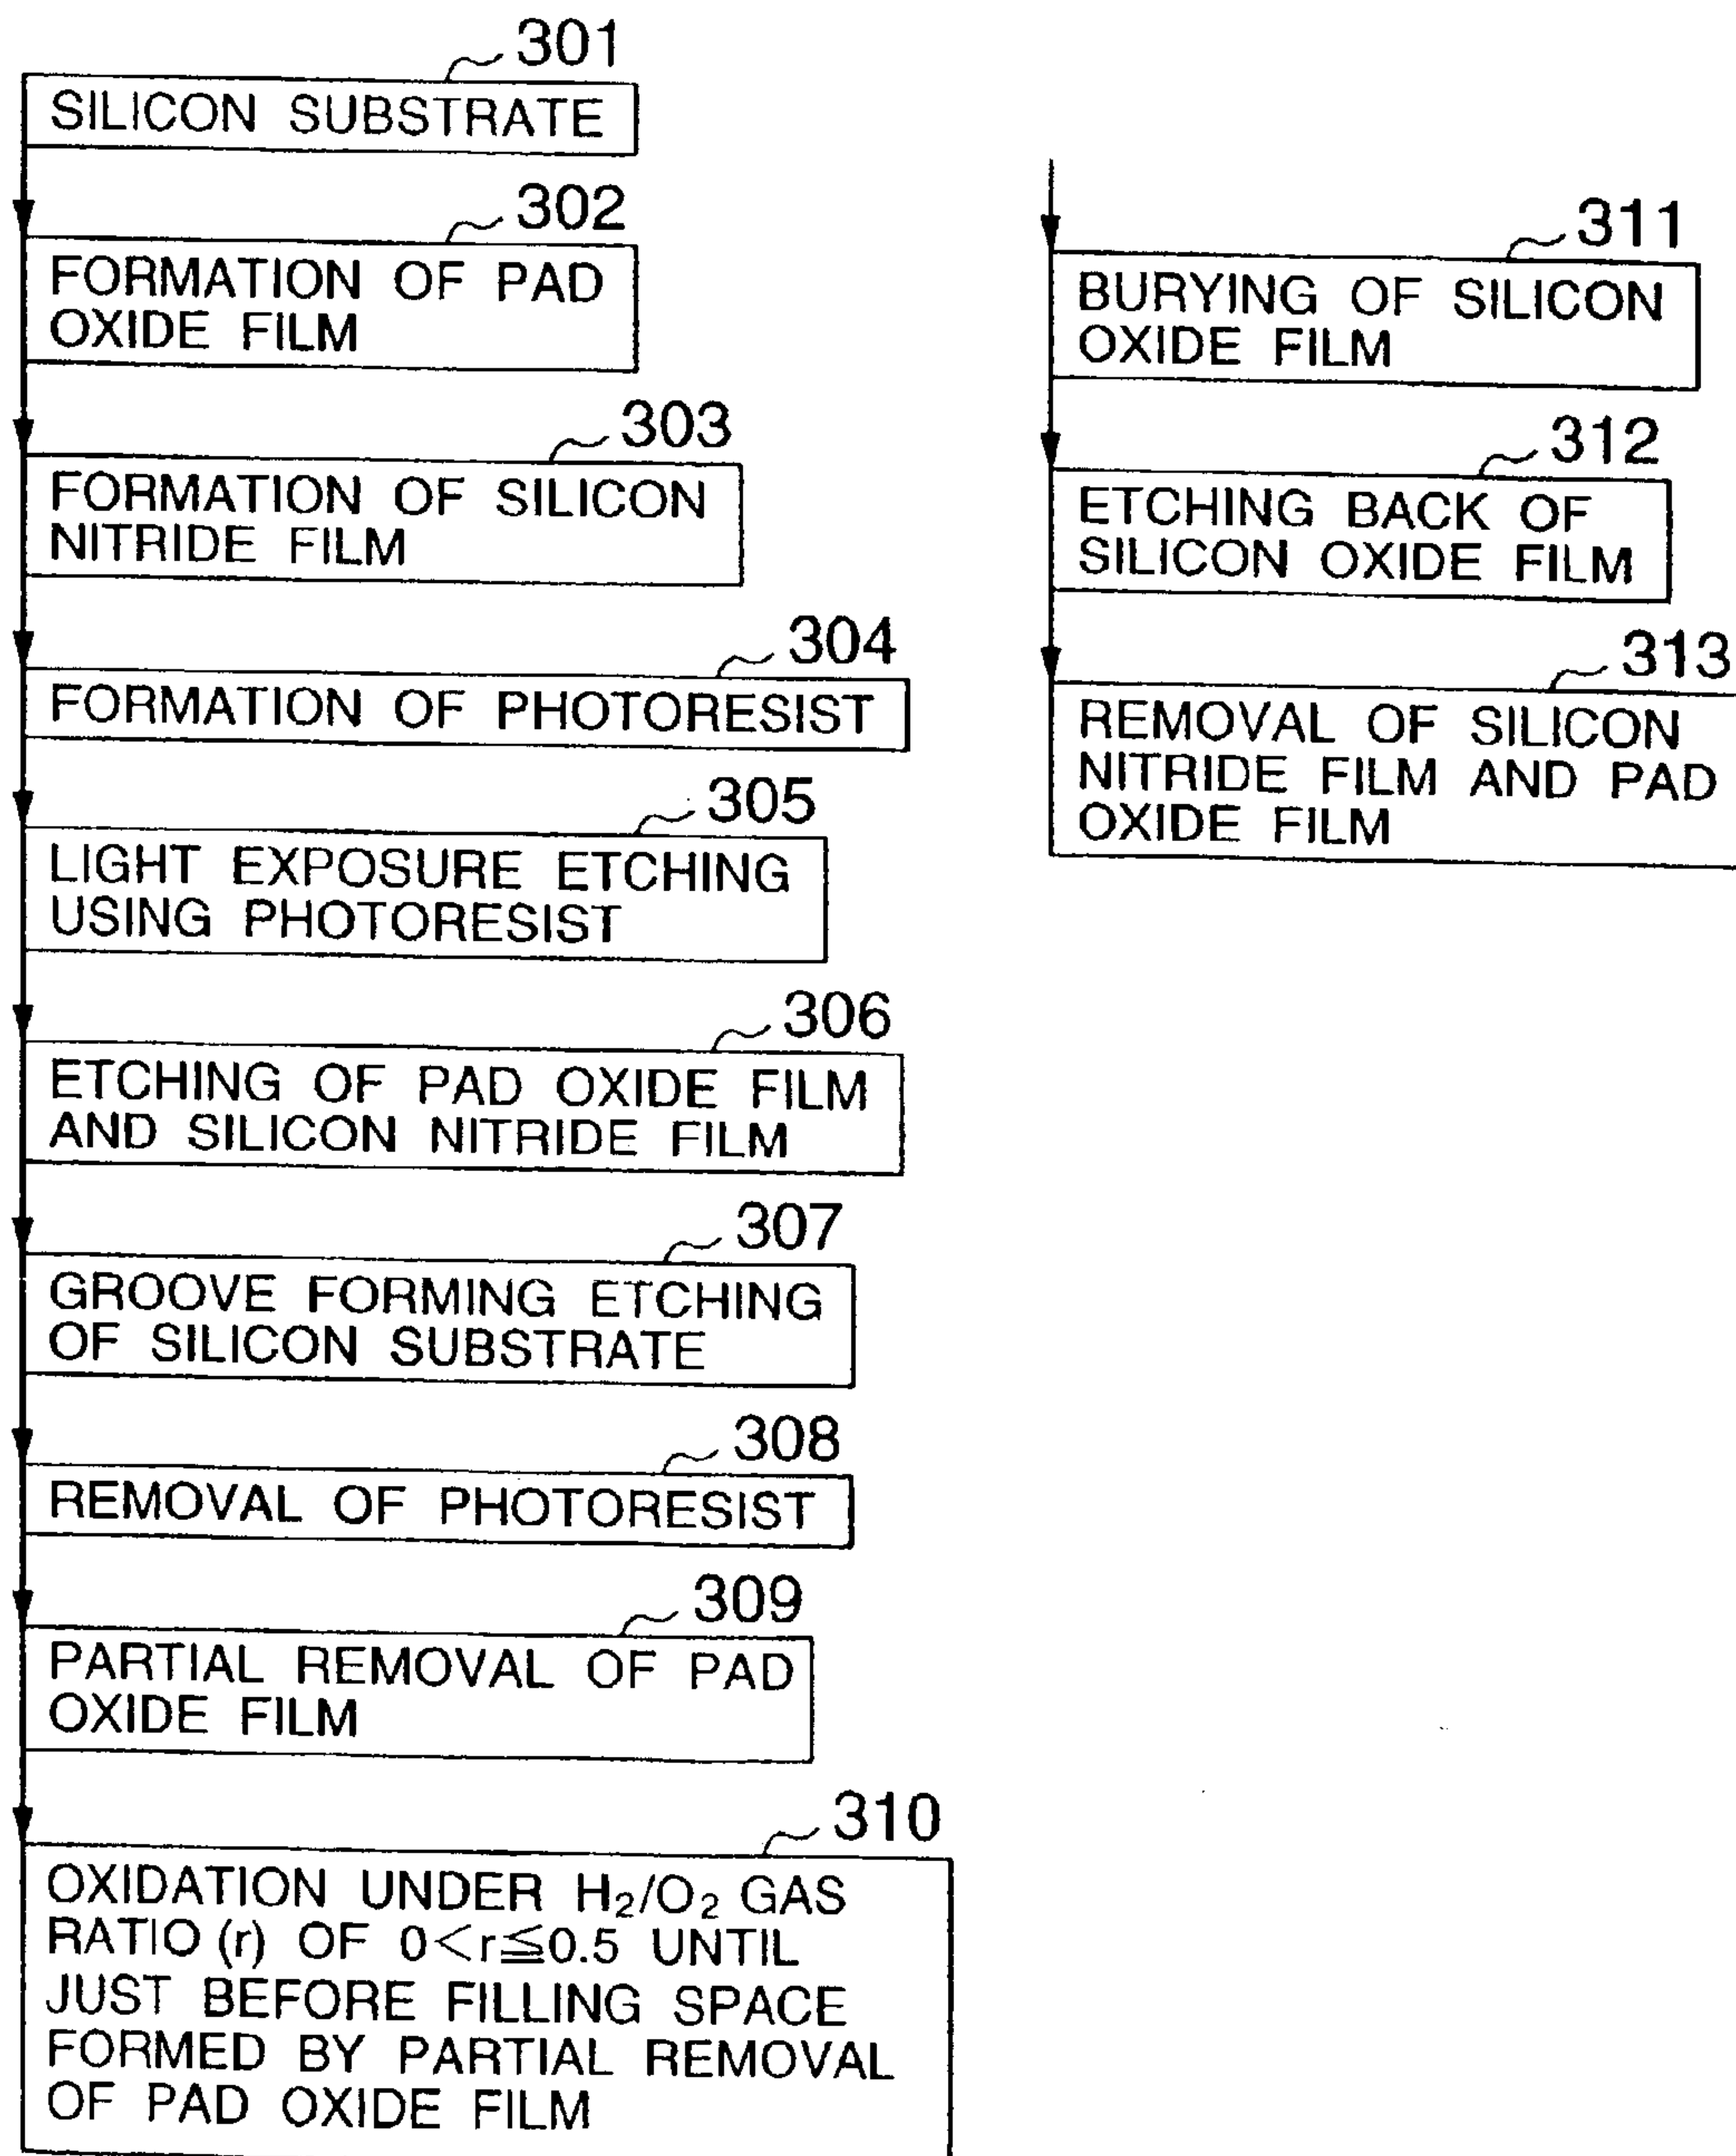 301
SILICON SUBSTRATE
302
FORMATION OF PAD
OXIDE FILM
303
FORMATION OF SILICON
NITRIDE FILM
304
FORMATION OF PHOTORESIST
305
LIGHT EXPOSURE ETCHING
USING PHOTORESIST
306
ETCHING OF PAD OXIDE FILM
AND SILICON NITRIDE FILM
307
GROOVE FORMING ETCHING
OF SILICON SUBSTRATE
308
REMOVAL OF PHOTORESIST
309
PARTIAL REMOVAL OF PAD
OXIDE FILM
310
OXIDATION UNDER H₂/O₂ GAS
RATIO (r) OF 0<r≦0.5 UNTIL
JUST BEFORE FILLING SPACE
FORMED BY PARTIAL REMOVAL
OF PAD OXIDE FILM
311
BURYING OF SILICON
OXIDE FILM
312
ETCHING BACK OF
SILICON OXIDE FILM
313
REMOVAL OF SILICON
NITRIDE FILM AND PAD
OXIDE FILM